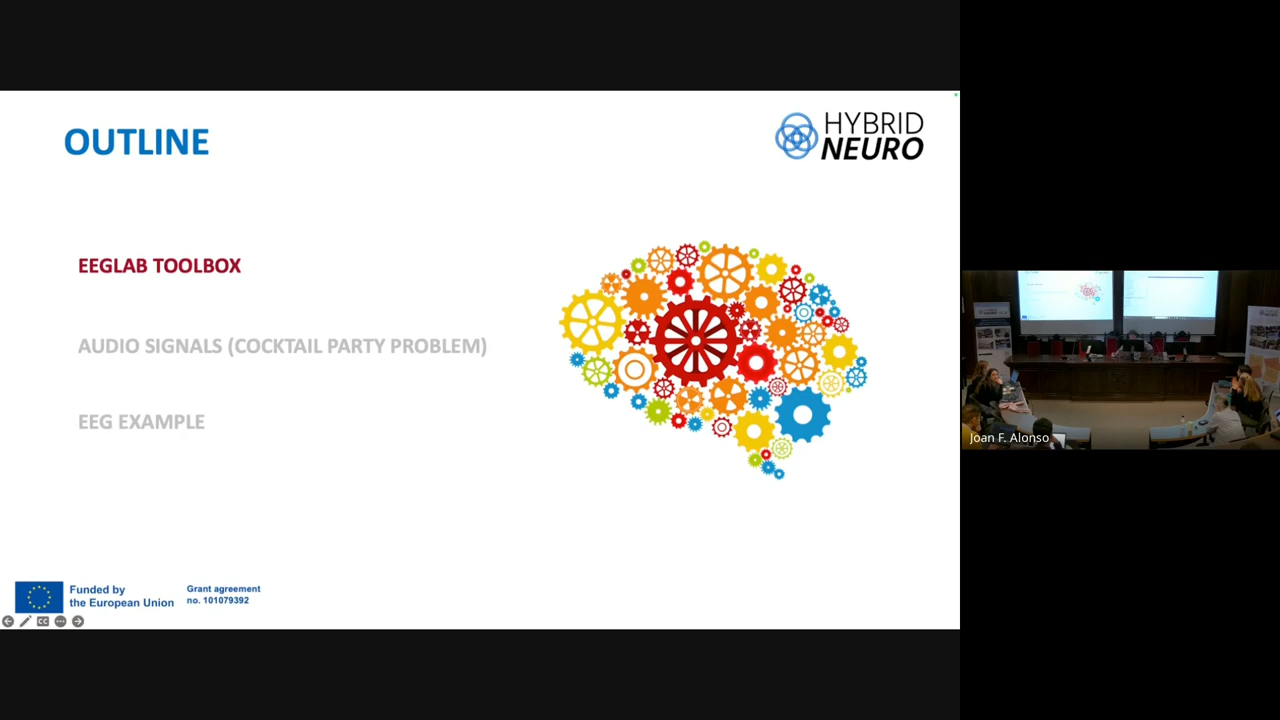 OUTLINE
HYBRID
NEURO
EEGLAB TOOLBOX
AUDIO SIGNALS (COCKTAIL PARTY PROBLEM)
EEG EXAMPLE
Joan F. Alonso
Funded by
the European Union
Grant agreement
no. 101079392
CC